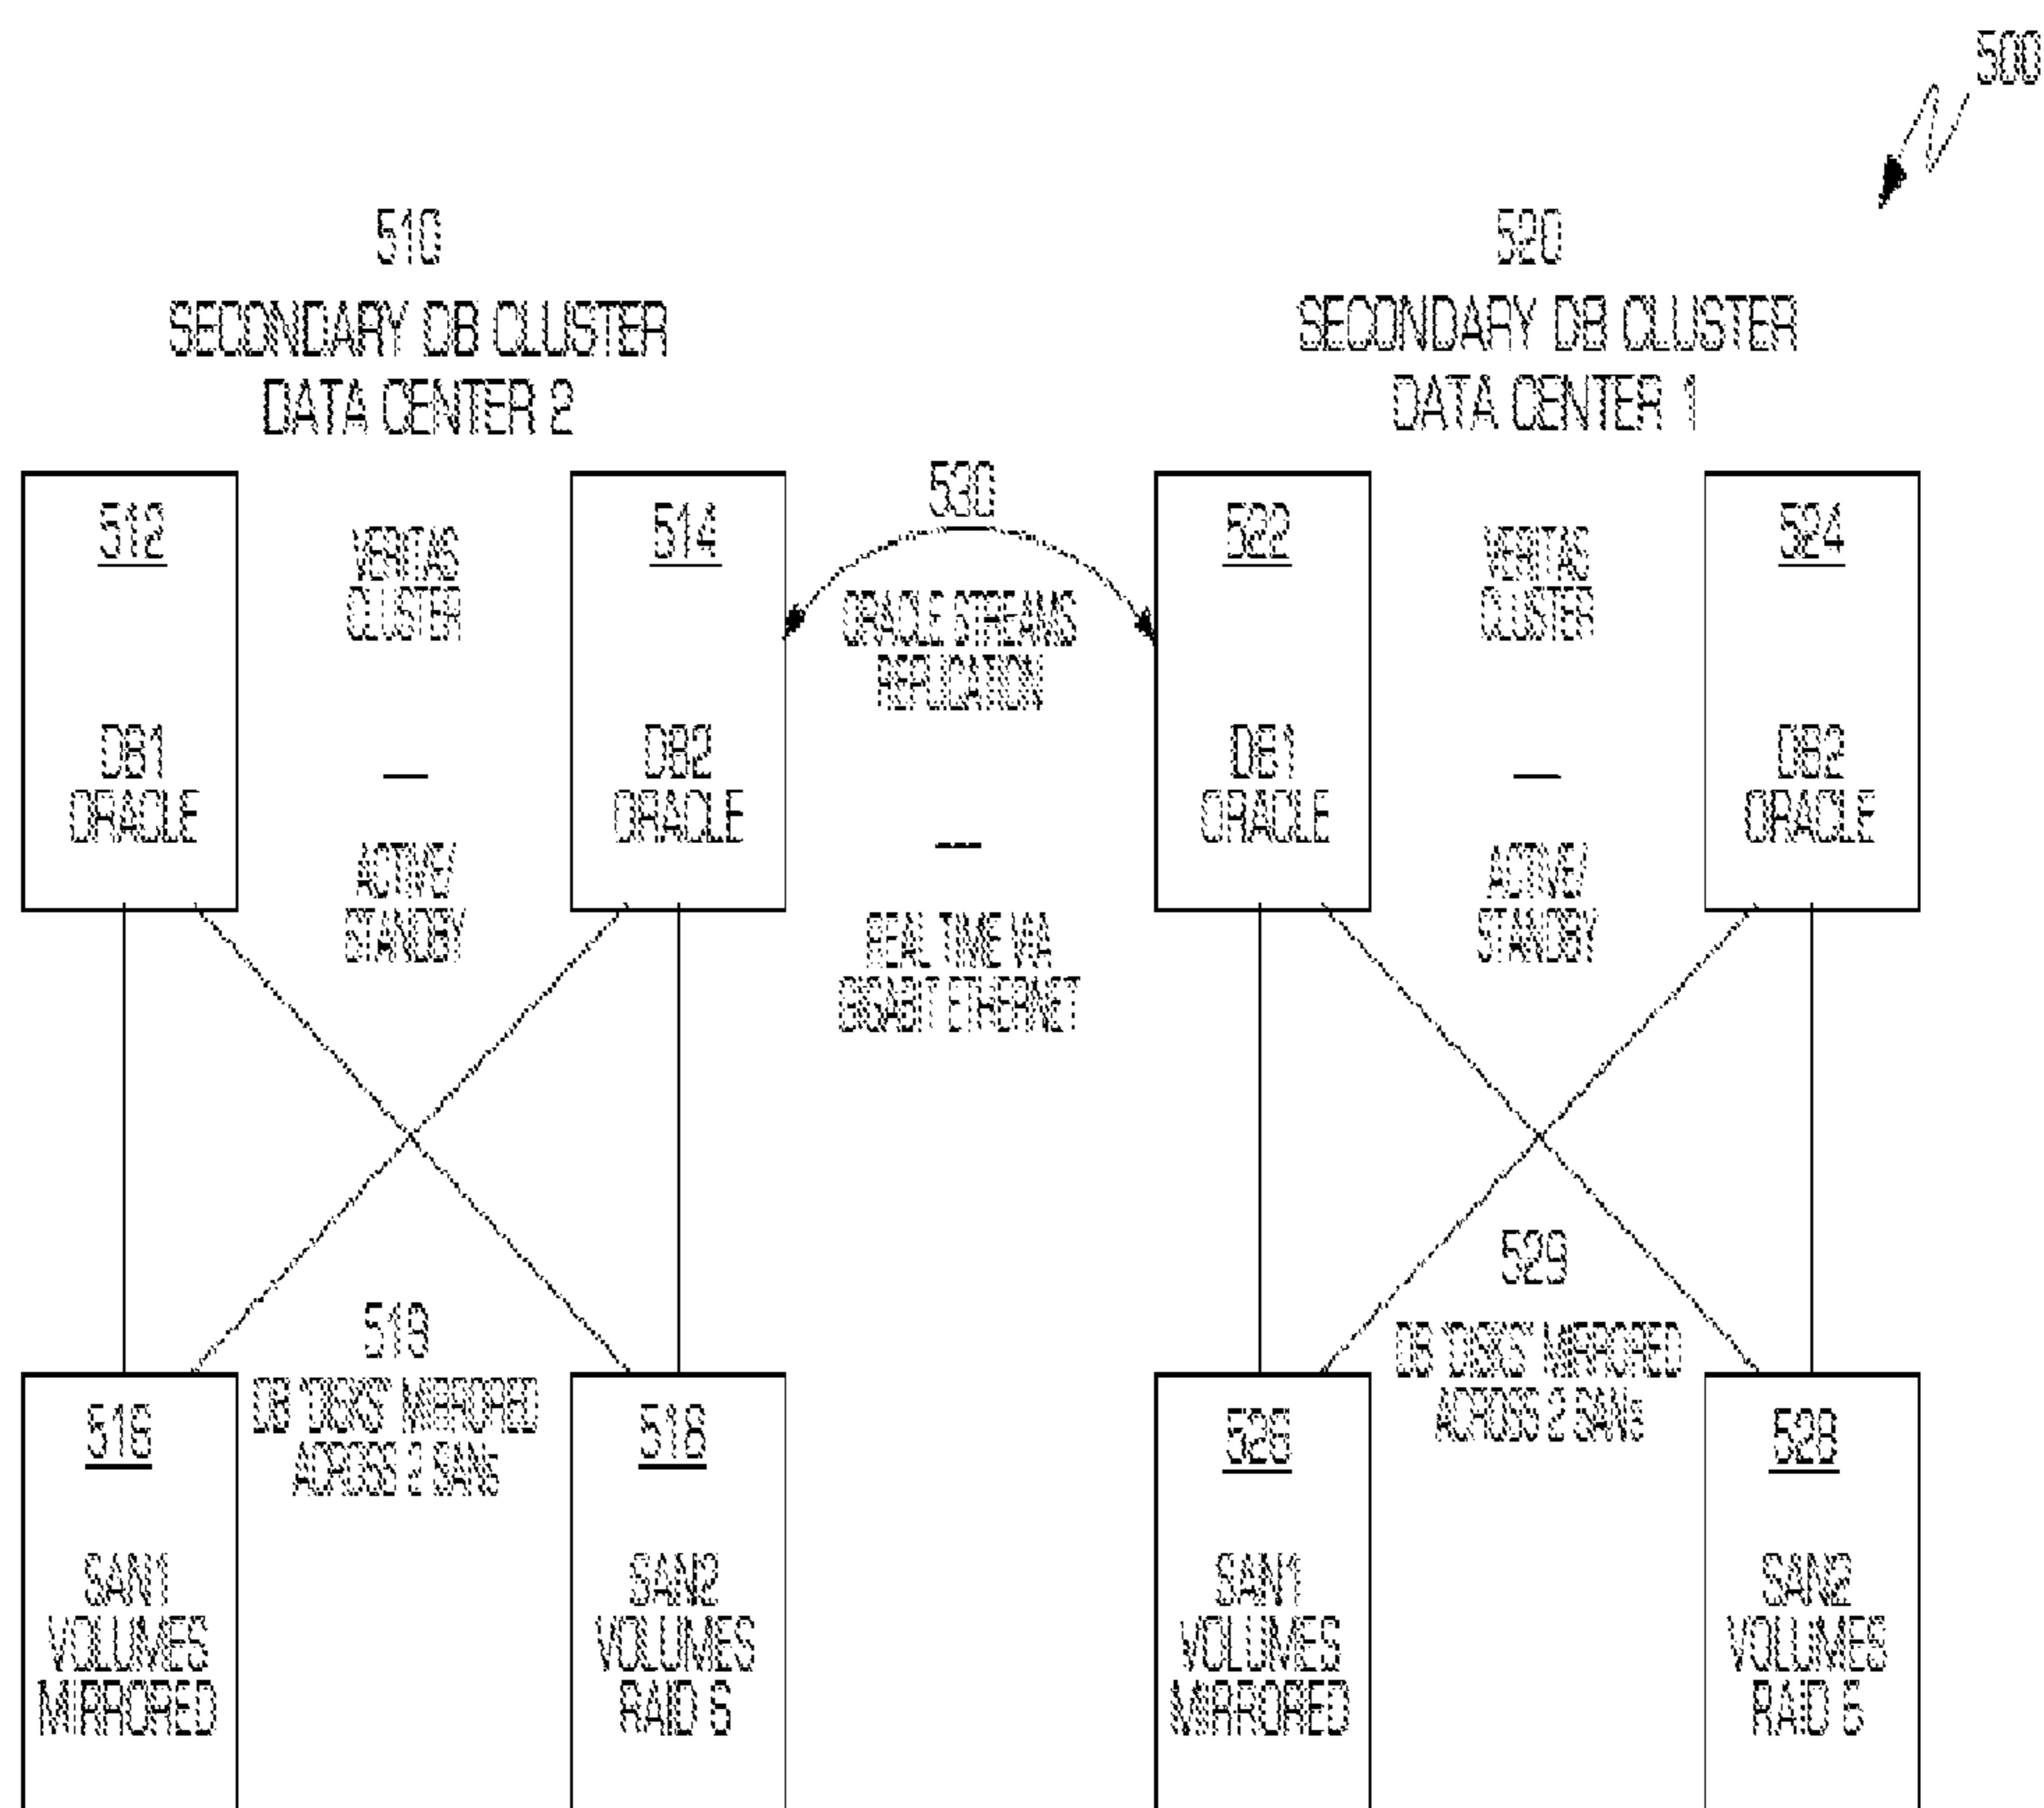 500
510
SECONDARY DB CLUSTER
DATA CENTER 2
520
SECONDARY DB CLUSTER
DATA CENTER 1
512
DB1
ORACLE
VERITAS
CLUSTER
—
ACTIVE/
STANDBY
514
DB2
ORACLE
530
ORACLE STREAMS
REPLICATION
—
REAL TIME VIA
GIGABIT ETHERNET
522
DB1
ORACLE
VERITAS
CLUSTER
—
ACTIVE/
STANDBY
524
DB2
ORACLE
519
DB "DISKS" MIRRORED
ACROSS 2 SANs
529
DB "DISKS" MIRRORED
ACROSS 2 SANs
516
SAN1
VOLUMES
MIRRORED
518
SAN2
VOLUMES
RAID
526
SAN1
VOLUMES
MIRRORED
528
SAN2
VOLUMES
RAID